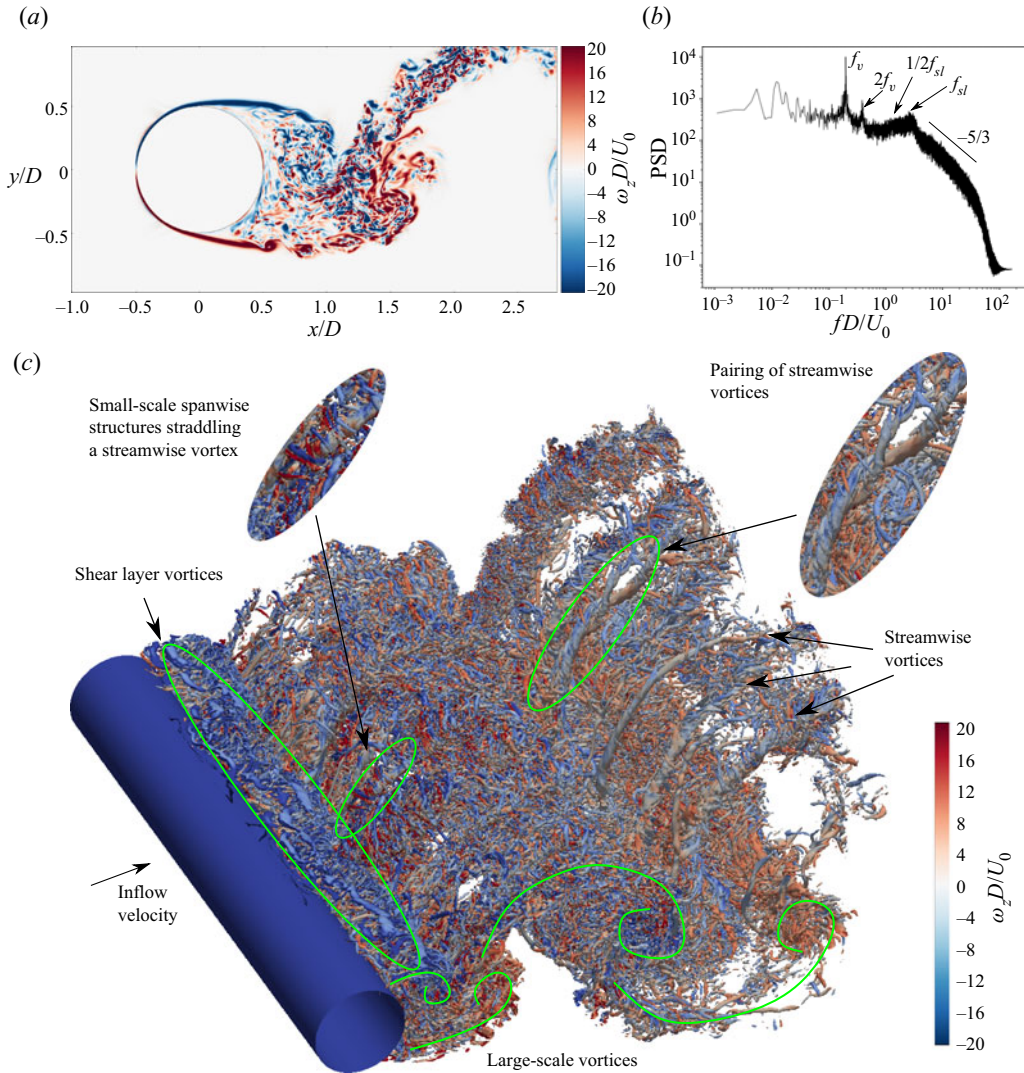 (a)
20
16
12
8
4
0
−4
−8
−12
−16
−20
ω_z D/U_0
0.5
0
−0.5
y/D
−1.0 −0.5 0 0.5 1.0 1.5 2.0 2.5
x/D
(b)
10^4
10^3
10^2
10^1
10^0
10^−1
PSD
f_v
2f_v
1/2f_sl
f_sl
−5/3
10^−3 10^−2 10^−1 10^0 10^1 10^2
fD/U_0
(c)
Small-scale spanwise
structures straddling
a streamwise vortex
Pairing of streamwise
vortices
Shear layer vortices
Streamwise
vortices
Inflow
velocity
Large-scale vortices
20
16
12
8
4
0
−4
−8
−12
−16
−20
ω_z D/U_0